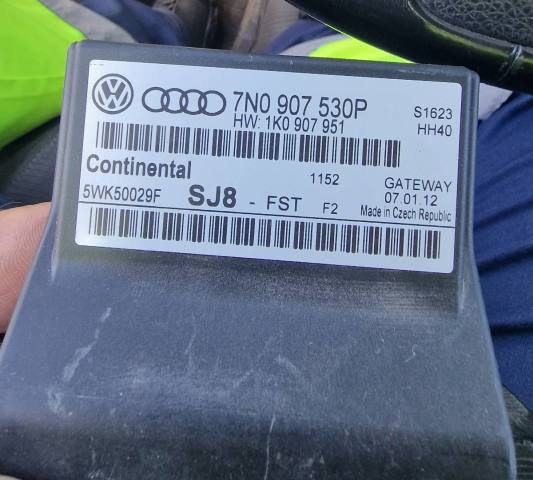 7N0 907 530P S1623
HW: 1K0 907 951 HH40
Continental 1152 GATEWAY
5WK50029F SJ8 - FST F2 07.01.12
Made in Czech Republic